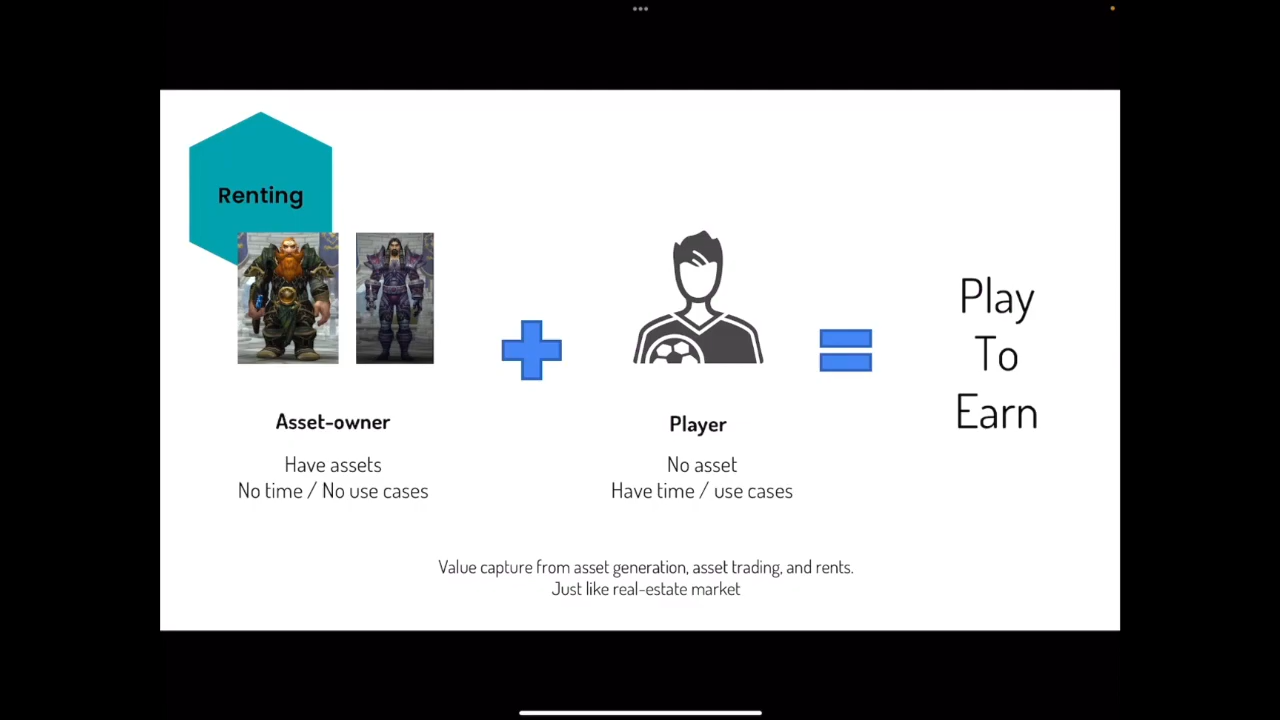 Renting
Play
To
Earn
Asset-owner
Player
Have assets
No time / No use cases
No asset
Have time / use cases
Value capture from asset generation, asset trading, and rents.
Just like real-estate market